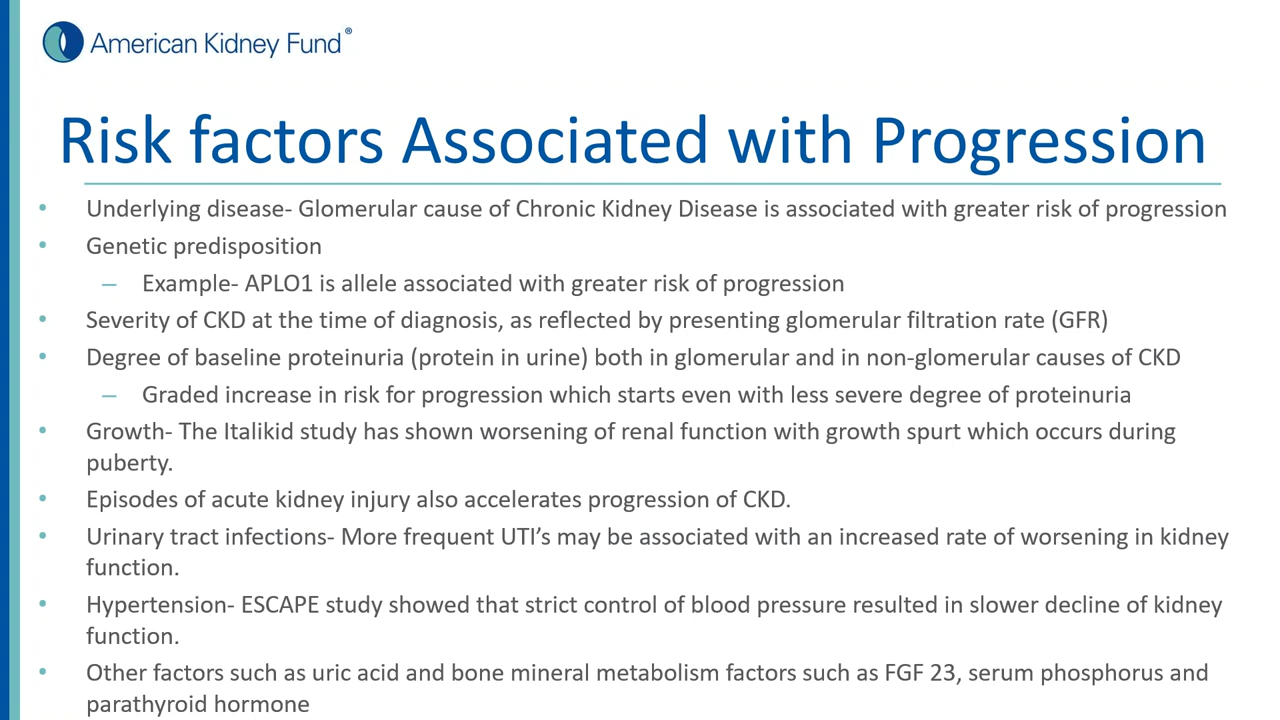 American Kidney Fund®
Risk factors Associated with Progression
• Underlying disease- Glomerular cause of Chronic Kidney Disease is associated with greater risk of progression
• Genetic predisposition
– Example- APLO1 is allele associated with greater risk of progression
• Severity of CKD at the time of diagnosis, as reflected by presenting glomerular filtration rate (GFR)
• Degree of baseline proteinuria (protein in urine) both in glomerular and in non-glomerular causes of CKD
– Graded increase in risk for progression which starts even with less severe degree of proteinuria
• Growth- The Italikid study has shown worsening of renal function with growth spurt which occurs during
puberty.
• Episodes of acute kidney injury also accelerates progression of CKD.
• Urinary tract infections- More frequent UTI’s may be associated with an increased rate of worsening in kidney
function.
• Hypertension- ESCAPE study showed that strict control of blood pressure resulted in slower decline of kidney
function.
• Other factors such as uric acid and bone mineral metabolism factors such as FGF 23, serum phosphorus and
parathyroid hormone